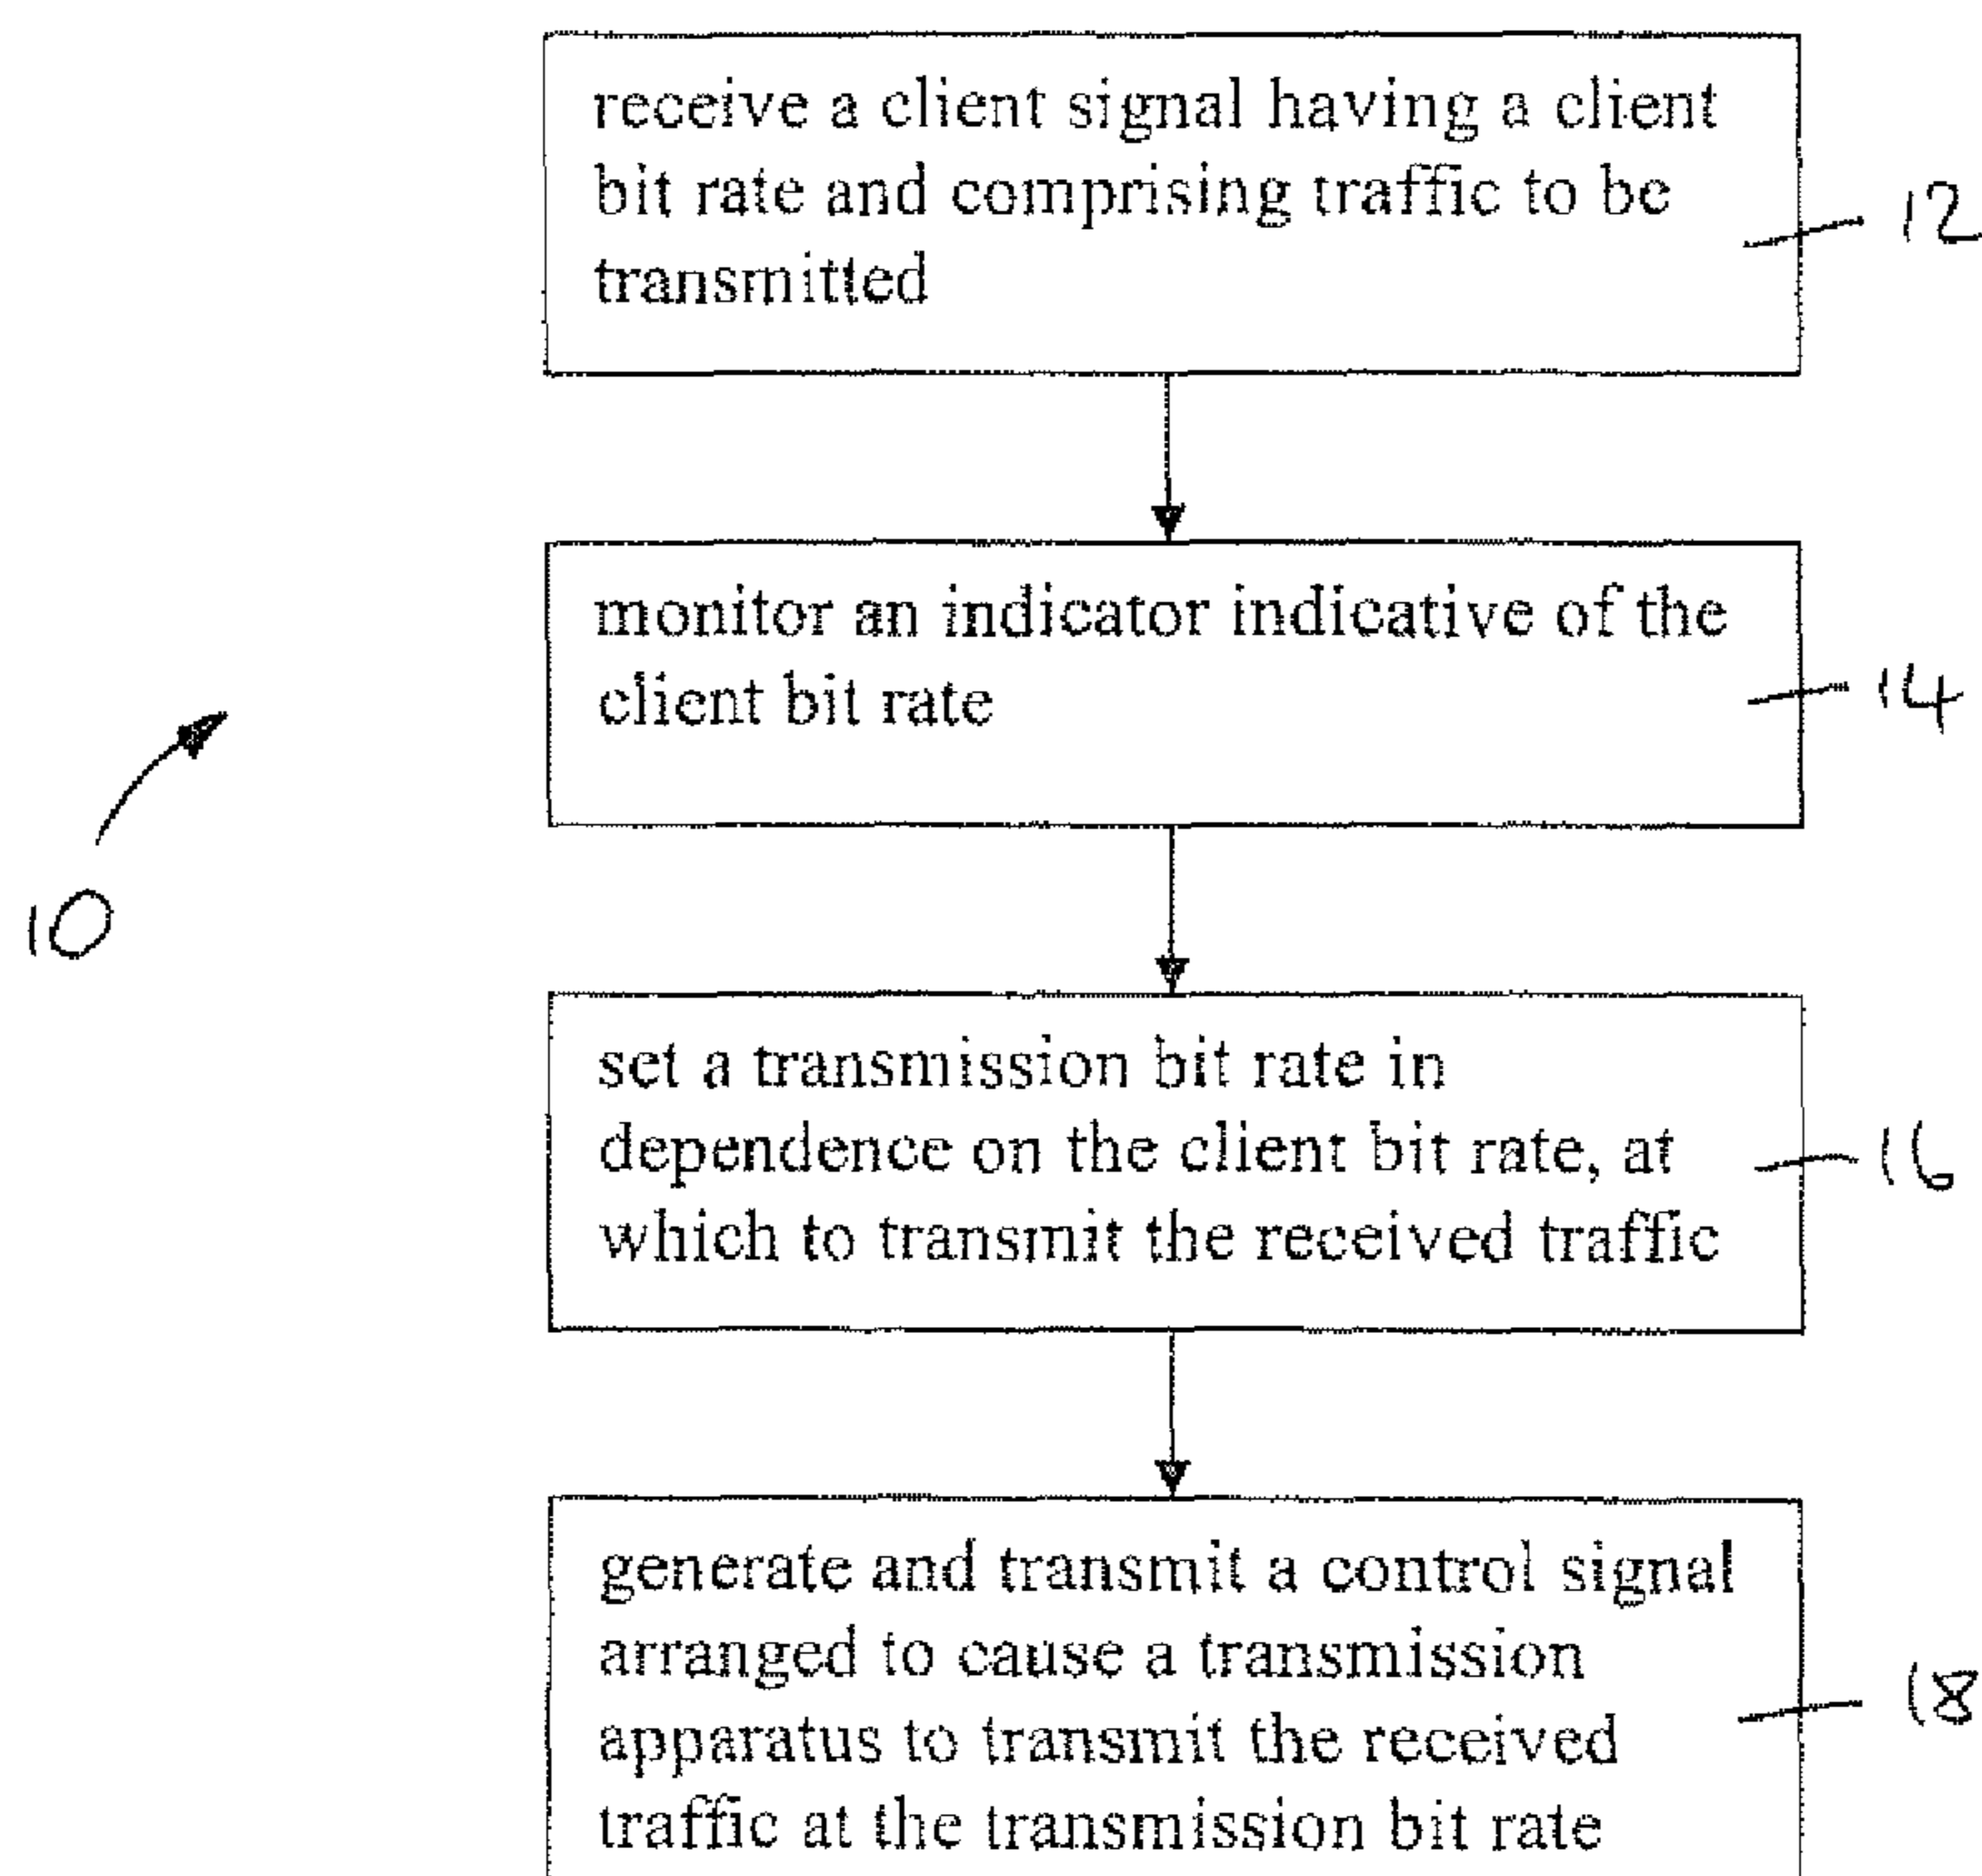 receive a client signal having a client
bit rate and comprising traffic to be
transmitted
12
monitor an indicator indicative of the
client bit rate
14
10
set a transmission bit rate in
dependence on the client bit rate, at
which to transmit the received traffic
16
generate and transmit a control signal
arranged to cause a transmission
apparatus to transmit the received
traffic at the transmission bit rate
18